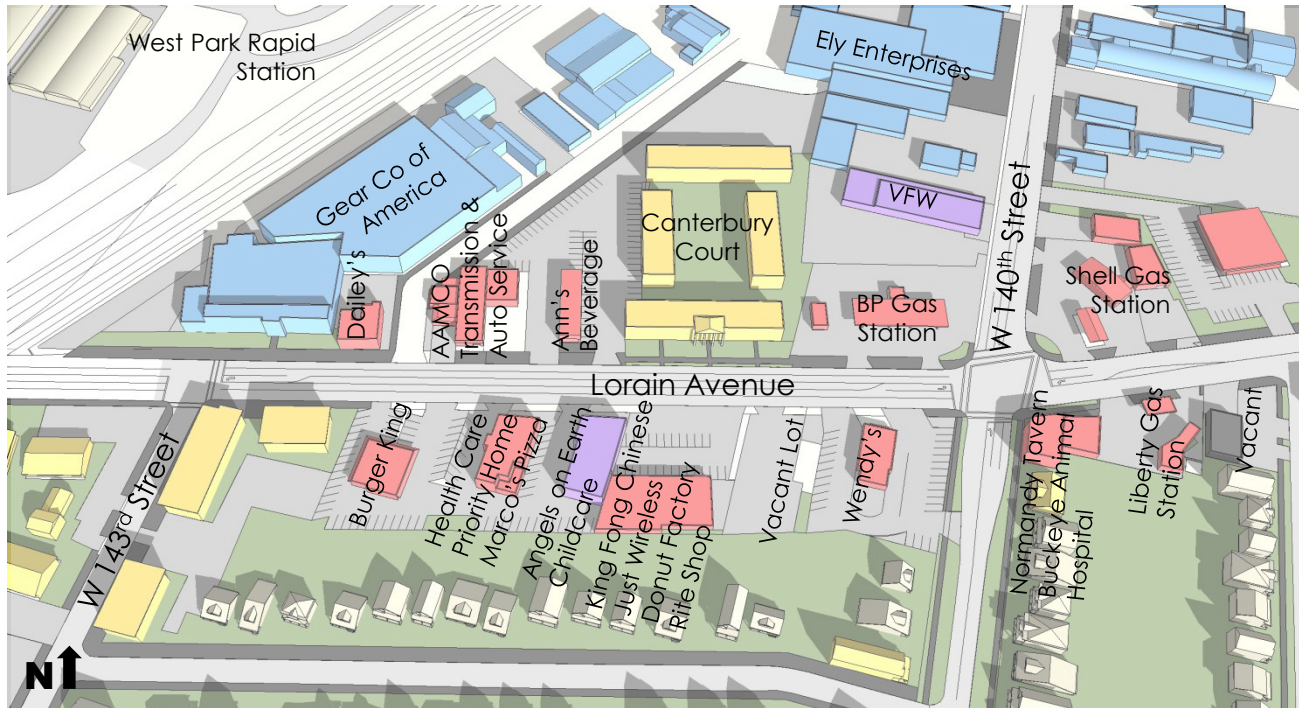 West Park Rapid
Station
Ely Enterprises
Gear Co of
America
VFW
Canterbury
Court
W 140th Street
Dailey's
AAMCO
Transmission &
Auto Service
Ann's
Beverage
BP Gas
Station
Shell Gas
Station
Lorain Avenue
W 143rd Street
Burger King
Health Care
Priority Home
Marco's Pizza
Angels on Earth
Childcare
King Fong Chinese
Just Wireless
Donut Factory
Rite Shop
Vacant Lot
Wendy's
Normandy Tavern
Buckeye Animal
Hospital
Liberty Gas
Station
Vacant
N